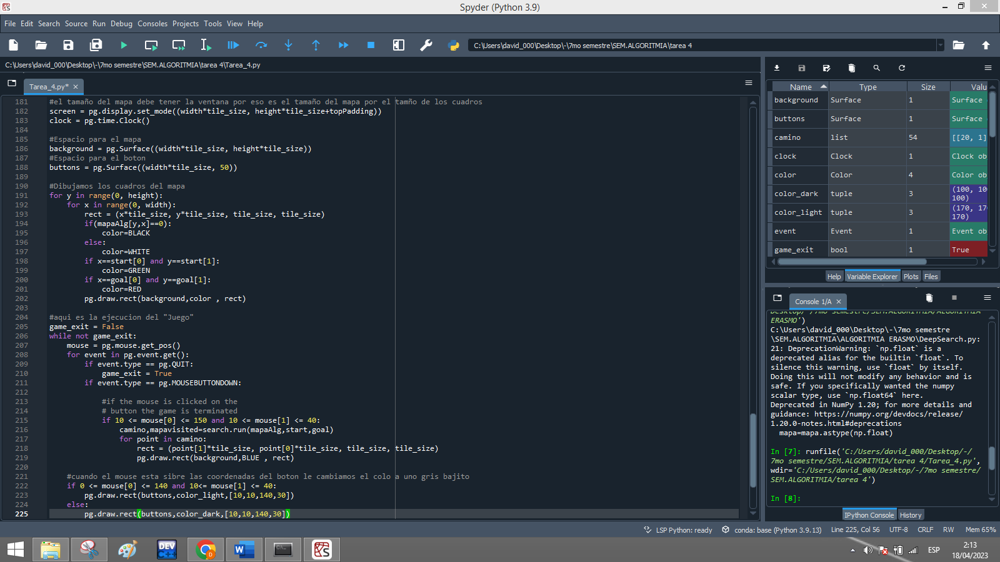 Spyder (Python 3.9)
File Edit Search Source Run Debug Consoles Projects Tools View Help
C:\Users\david_000\Desktop\-\7mo semestre\SEM.ALGORITMIA\tarea 4
C:\Users\david_000\Desktop\-\7mo semestre\SEM.ALGORITMIA\tarea 4\Tarea_4.py
Tarea_4.py*
181 #el tamaño del mapa debe tener la ventana por eso es el tamaño del mapa por el tamño de los cuadros
182 screen = pg.display.set_mode((width*tile_size, height*tile_size+topPadding))
183 clock = pg.time.Clock()
184
185 #Espacio para el mapa
186 background = pg.Surface((width*tile_size, height*tile_size))
187 #Espacio para el boton
188 buttons = pg.Surface((width*tile_size, 50))
189
190 #Dibujamos los cuadros del mapa
191 for y in range(0, height):
192     for x in range(0, width):
193         rect = (x*tile_size, y*tile_size, tile_size, tile_size)
194         if(mapaAlg[y,x]==0):
195             color=BLACK
196         else:
197             color=WHITE
198         if x==start[0] and y==start[1]:
199             color=GREEN
200         if x==goal[0] and y==goal[1]:
201             color=RED
202         pg.draw.rect(background,color , rect)
203
204 #aqui es la ejecucion del "Juego"
205 game_exit = False
206 while not game_exit:
207     mouse = pg.mouse.get_pos()
208     for event in pg.event.get():
209         if event.type == pg.QUIT:
210             game_exit = True
211         if event.type == pg.MOUSEBUTTONDOWN:
212
213             #if the mouse is clicked on the
214             # button the game is terminated
215             if 10 <= mouse[0] <= 150 and 10 <= mouse[1] <= 40:
216                 camino,mapavisited=search.run(mapaAlg,start,goal)
217                 for point in camino:
218                     rect = (point[1]*tile_size, point[0]*tile_size, tile_size, tile_size)
219                     pg.draw.rect(background,BLUE , rect)
220
221     #cuando el mouse esta sibre las coordenadas del boton le cambiamos el colo a uno gris bajito
222     if 0 <= mouse[0] <= 140 and 10<= mouse[1] <= 40:
223         pg.draw.rect(buttons,color_light,[10,10,140,30])
224     else:
225         pg.draw.rect(buttons,color_dark,[10,10,140,30])
Name Type Size Valu
background Surface 1 Surface
buttons Surface 1 Surface
camino list 54 [[20, 1]
clock Clock 1 Clock ob
color Color 4 Color ob
color_dark tuple 3 (100, 10
100)
color_light tuple 3 (170, 17
170)
event Event 1 Event ob
game_exit bool 1 True
Help Variable Explorer Plots Files
Console 1/A
Desktop/-/7mo semestre/SEM.ALGORITMIA/ALGORITMIA
ERASMO')
C:\Users\david_000\Desktop\-\7mo semestre
\SEM.ALGORITMIA\ALGORITMIA ERASMO\DeepSearch.py:
21: DeprecationWarning: `np.float` is a
deprecated alias for the builtin `float`. To
silence this warning, use `float` by itself.
Doing this will not modify any behavior and is
safe. If you specifically wanted the numpy
scalar type, use `np.float64` here.
Deprecated in NumPy 1.20; for more details and
guidance: https://numpy.org/devdocs/release/
1.20.0-notes.html#deprecations
  mapa=mapa.astype(np.float)
In [7]: runfile('C:/Users/david_000/Desktop/-/
7mo semestre/SEM.ALGORITMIA/tarea 4/Tarea_4.py',
wdir='C:/Users/david_000/Desktop/-/7mo semestre/
SEM.ALGORITMIA/tarea 4')
In [8]:
IPython Console History
LSP Python: ready conda: base (Python 3.9.13) Line 225, Col 56 UTF-8 CRLF RW Mem 65%
DEV
C++
ESP
2:13
18/04/2023